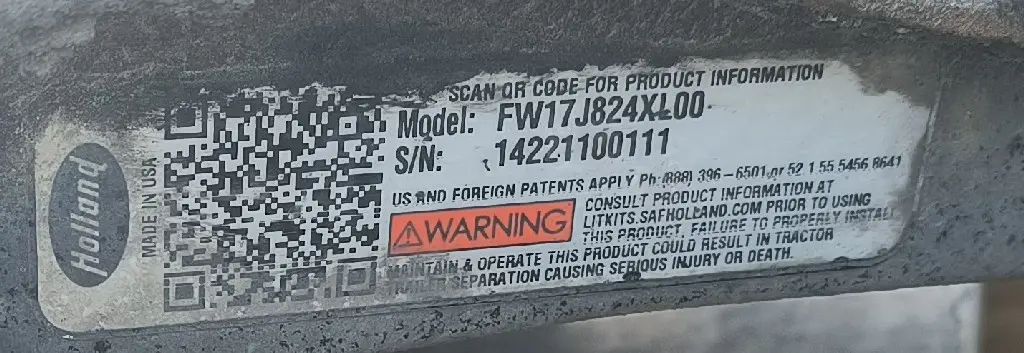 Holland
MADE IN USA
SCAN QR CODE FOR PRODUCT INFORMATION
Model: FW17J824XL00
S/N: 14221100111
US AND FOREIGN PATENTS APPLY Ph: (888) 396-6501 or 52 1 55 5456 8641
WARNING
CONSULT PRODUCT INFORMATION AT
LITKITS.SAFHOLLAND.COM PRIOR TO USING
THIS PRODUCT. FAILURE TO PROPERLY INSTALL
MAINTAIN & OPERATE THIS PRODUCT COULD RESULT IN TRACTOR
TRAILER SEPARATION CAUSING SERIOUS INJURY OR DEATH.